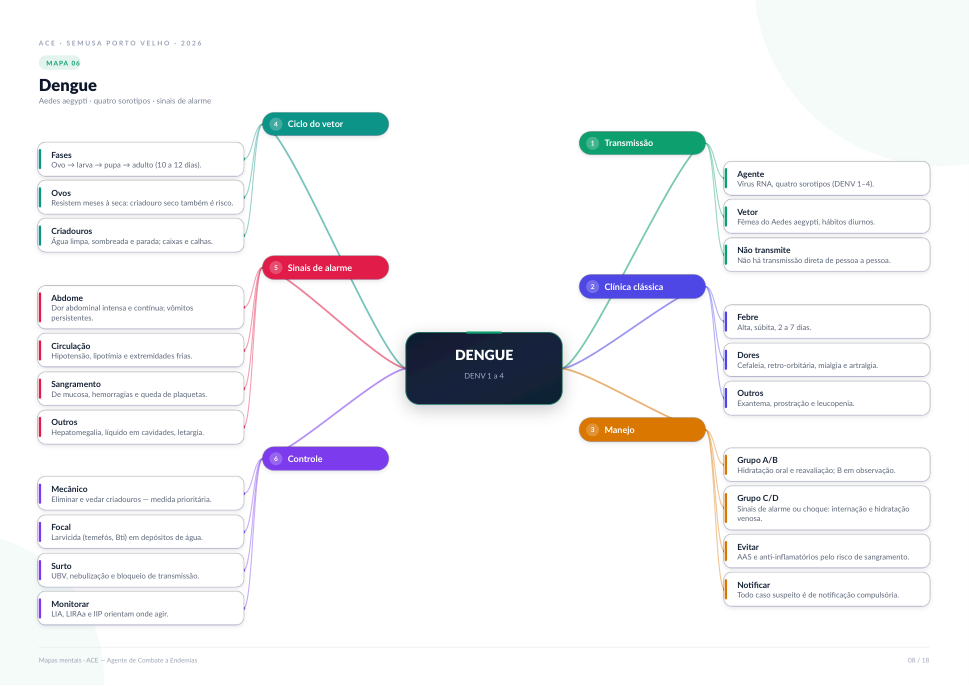 ACE · SEMUSA PORTO VELHO · 2026
MAPA 06
Dengue
Aedes aegypti · quatro sorotipos · sinais de alarme
4 Ciclo do vetor
Fases
Ovo → larva → pupa → adulto (10 a 12 dias).
Ovos
Resistem meses à seca: criadouro seco também é risco.
Criadouros
Água limpa, sombreada e parada; caixas e calhas.
5 Sinais de alarme
Abdome
Dor abdominal intensa e contínua; vômitos
persistentes.
Circulação
Hipotensão, lipotímia e extremidades frias.
Sangramento
De mucosa, hemorragias e queda de plaquetas.
Outros
Hepatomegalia, líquido em cavidades, letargia.
6 Controle
Mecânico
Eliminar e vedar criadouros — medida prioritária.
Focal
Larvicida (temefós, Bti) em depósitos de água.
Surto
UBV, nebulização e bloqueio de transmissão.
Monitorar
LIA, LIRAa e IIP orientam onde agir.
DENGUE
DENV 1 a 4
1 Transmissão
Agente
Vírus RNA, quatro sorotipos (DENV 1–4).
Vetor
Fêmea do Aedes aegypti, hábitos diurnos.
Não transmite
Não há transmissão direta de pessoa a pessoa.
2 Clínica clássica
Febre
Alta, súbita, 2 a 7 dias.
Dores
Cefaleia, retro-orbitária, mialgia e artralgia.
Outros
Exantema, prostração e leucopenia.
3 Manejo
Grupo A/B
Hidratação oral e reavaliação; B em observação.
Grupo C/D
Sinais de alarme ou choque: internação e hidratação
venosa.
Evitar
AAS e anti-inflamatórios pelo risco de sangramento.
Notificar
Todo caso suspeito é de notificação compulsória.
Mapas mentais · ACE — Agente de Combate a Endemias
08 / 18